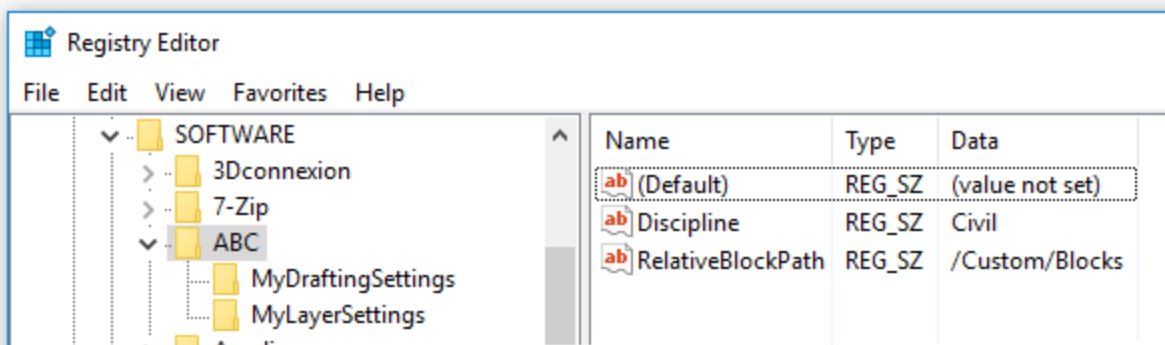 Registry Editor
File Edit View Favorites Help
SOFTWARE
3Dconnexion
7-Zip
ABC
MyDraftingSettings
MyLayerSettings
Name Type Data
(Default) REG_SZ (value not set)
Discipline REG_SZ Civil
RelativeBlockPath REG_SZ /Custom/Blocks